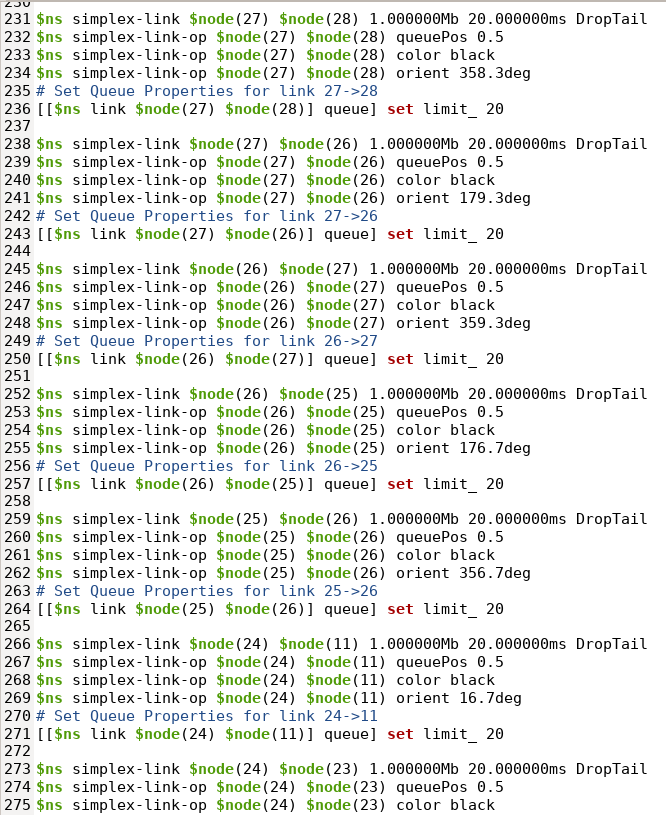 230
231 $ns simplex-link $node(27) $node(28) 1.000000Mb 20.000000ms DropTail
232 $ns simplex-link-op $node(27) $node(28) queuePos 0.5
233 $ns simplex-link-op $node(27) $node(28) color black
234 $ns simplex-link-op $node(27) $node(28) orient 358.3deg
235 # Set Queue Properties for link 27->28
236 [[$ns link $node(27) $node(28)] queue] set limit_ 20
237
238 $ns simplex-link $node(27) $node(26) 1.000000Mb 20.000000ms DropTail
239 $ns simplex-link-op $node(27) $node(26) queuePos 0.5
240 $ns simplex-link-op $node(27) $node(26) color black
241 $ns simplex-link-op $node(27) $node(26) orient 179.3deg
242 # Set Queue Properties for link 27->26
243 [[$ns link $node(27) $node(26)] queue] set limit_ 20
244
245 $ns simplex-link $node(26) $node(27) 1.000000Mb 20.000000ms DropTail
246 $ns simplex-link-op $node(26) $node(27) queuePos 0.5
247 $ns simplex-link-op $node(26) $node(27) color black
248 $ns simplex-link-op $node(26) $node(27) orient 359.3deg
249 # Set Queue Properties for link 26->27
250 [[$ns link $node(26) $node(27)] queue] set limit_ 20
251
252 $ns simplex-link $node(26) $node(25) 1.000000Mb 20.000000ms DropTail
253 $ns simplex-link-op $node(26) $node(25) queuePos 0.5
254 $ns simplex-link-op $node(26) $node(25) color black
255 $ns simplex-link-op $node(26) $node(25) orient 176.7deg
256 # Set Queue Properties for link 26->25
257 [[$ns link $node(26) $node(25)] queue] set limit_ 20
258
259 $ns simplex-link $node(25) $node(26) 1.000000Mb 20.000000ms DropTail
260 $ns simplex-link-op $node(25) $node(26) queuePos 0.5
261 $ns simplex-link-op $node(25) $node(26) color black
262 $ns simplex-link-op $node(25) $node(26) orient 356.7deg
263 # Set Queue Properties for link 25->26
264 [[$ns link $node(25) $node(26)] queue] set limit_ 20
265
266 $ns simplex-link $node(24) $node(11) 1.000000Mb 20.000000ms DropTail
267 $ns simplex-link-op $node(24) $node(11) queuePos 0.5
268 $ns simplex-link-op $node(24) $node(11) color black
269 $ns simplex-link-op $node(24) $node(11) orient 16.7deg
270 # Set Queue Properties for link 24->11
271 [[$ns link $node(24) $node(11)] queue] set limit_ 20
272
273 $ns simplex-link $node(24) $node(23) 1.000000Mb 20.000000ms DropTail
274 $ns simplex-link-op $node(24) $node(23) queuePos 0.5
275 $ns simplex-link-op $node(24) $node(23) color black